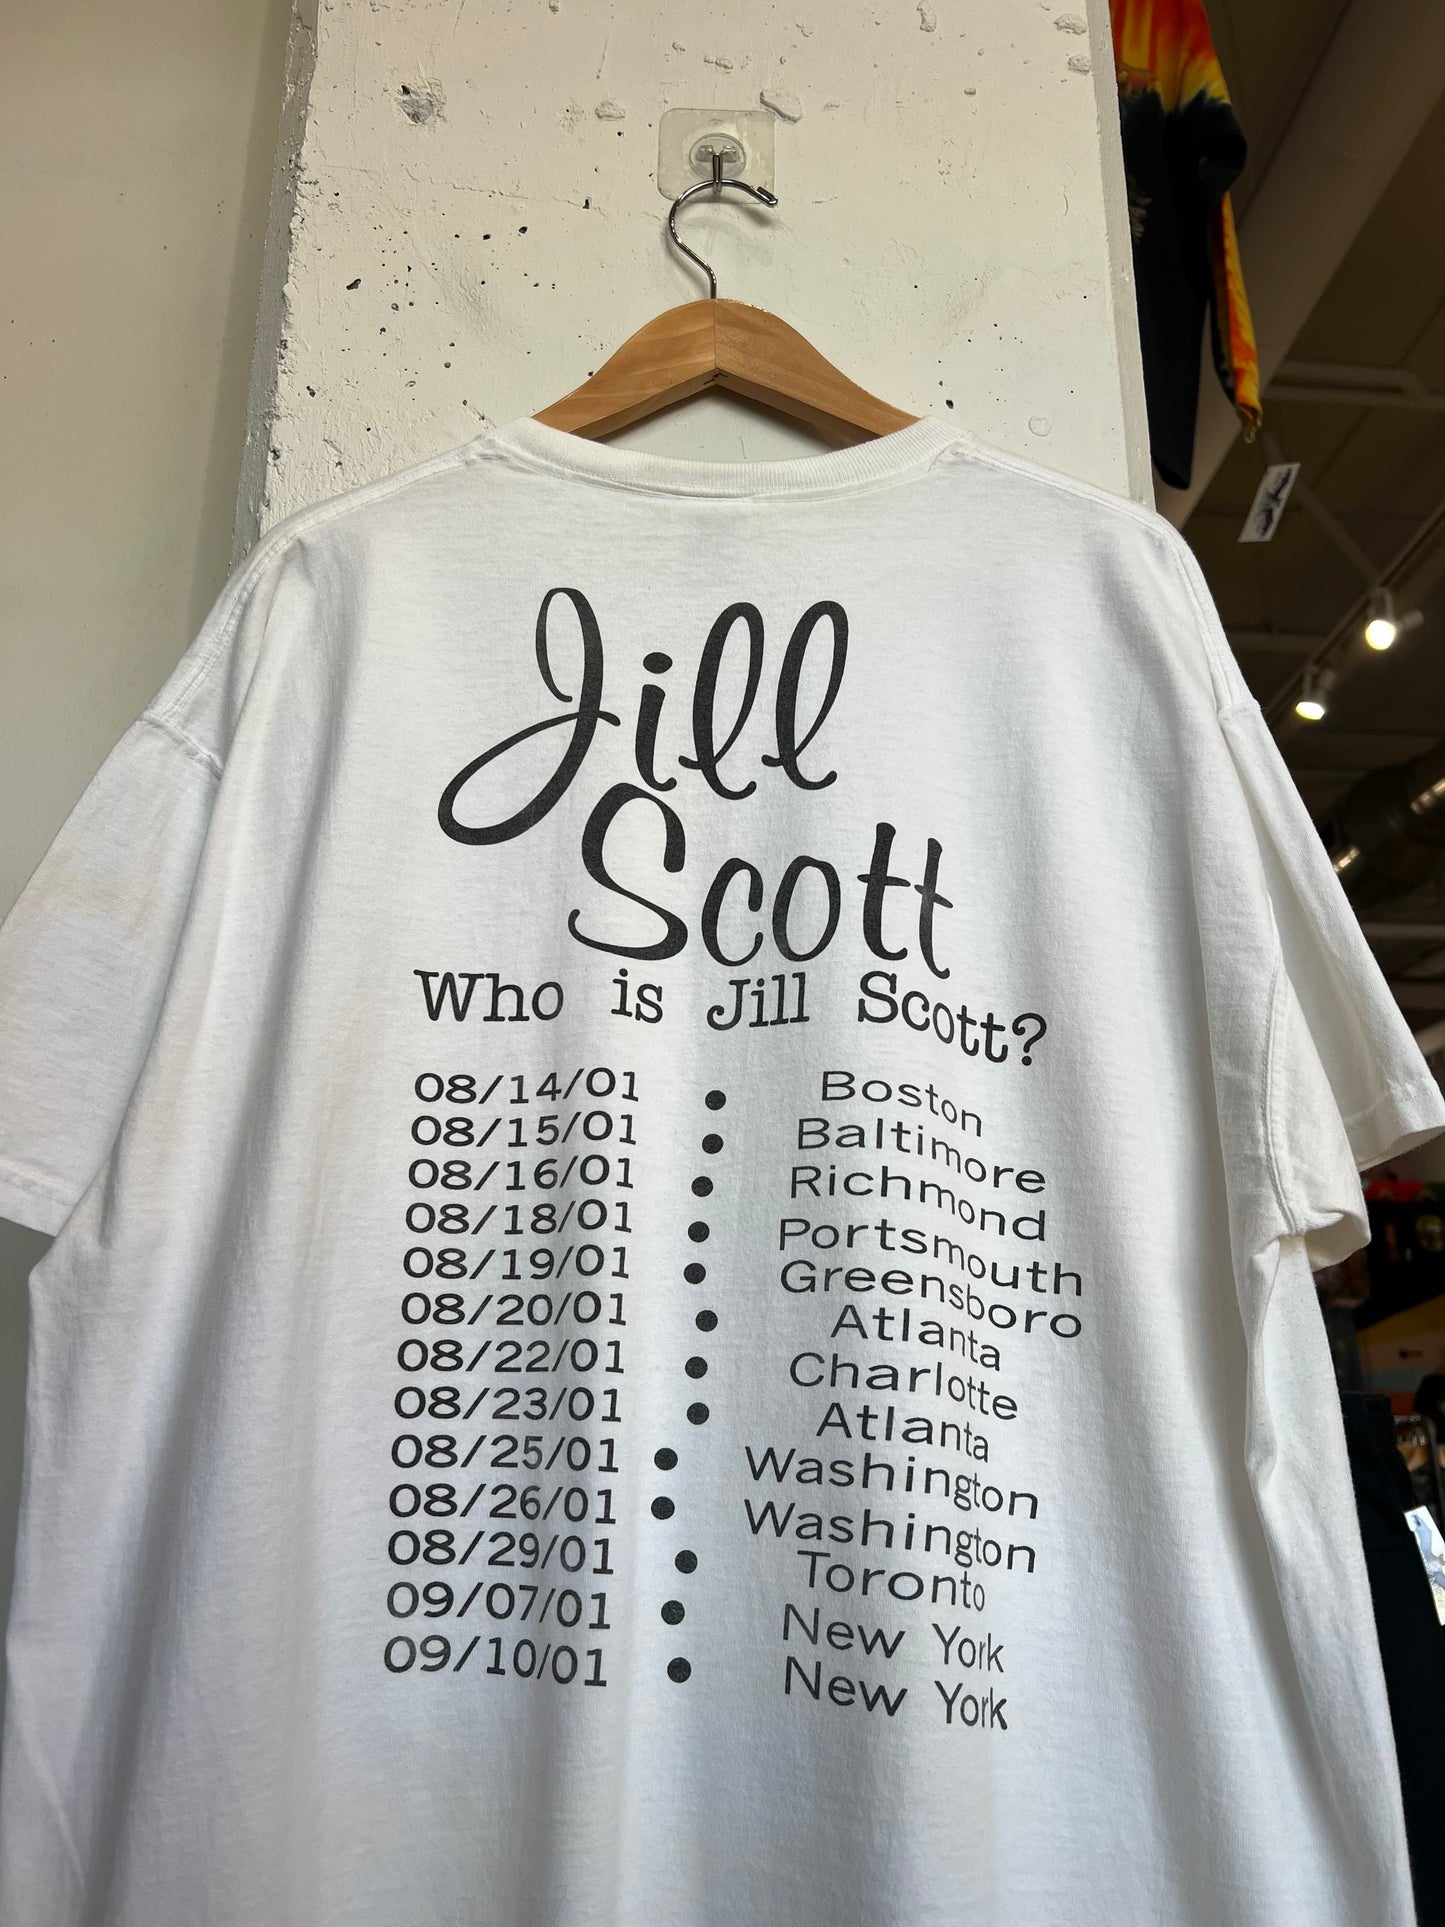 Jill
Scott
Who is Jill Scott?
08/14/01 • Boston
08/15/01 • Baltimore
08/16/01 • Richmond
08/18/01 • Portsmouth
08/19/01 • Greensboro
08/20/01 • Atlanta
08/22/01 • Charlotte
08/23/01 • Atlanta
08/25/01 • Washington
08/26/01 • Washington
08/29/01 • Toronto
09/07/01 • New York
09/10/01 • New York